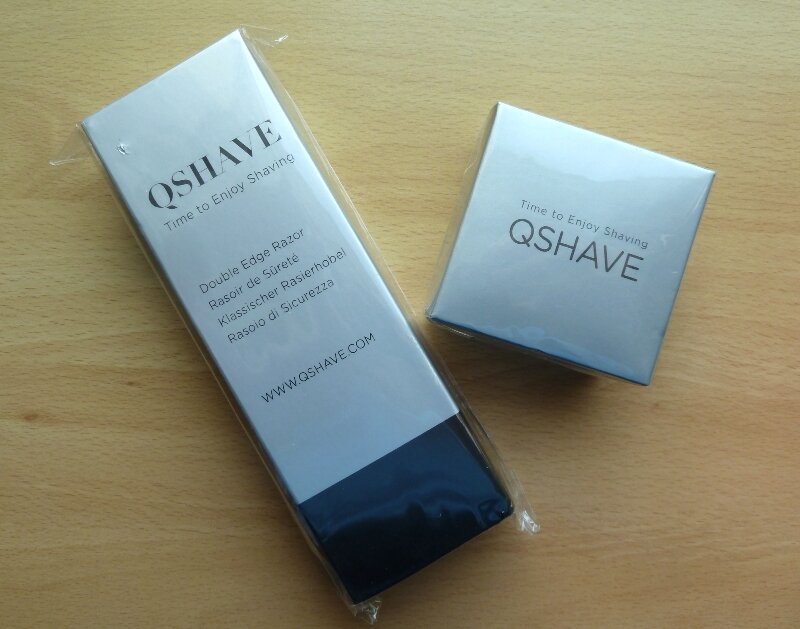 QSHAVE
Time to Enjoy Shaving
Double Edge Razor
Rasoir de Sûreté
Klassischer Rasierhobel
Rasoio di Sicurezza
WWW.QSHAVE.COM
Time to Enjoy Shaving
QSHAVE